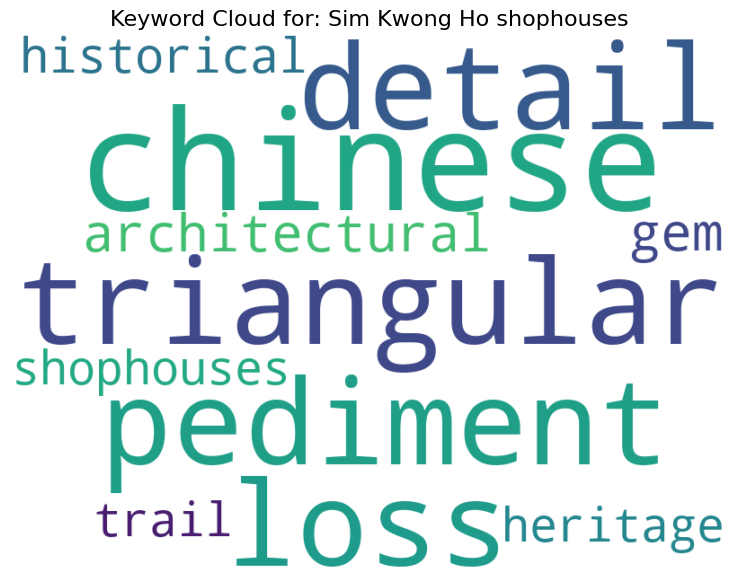 Keyword Cloud for: Sim Kwong Ho shophouses
historical
detail
chinese
architectural
gem
triangular
shophouses
pediment
trail
loss
heritage